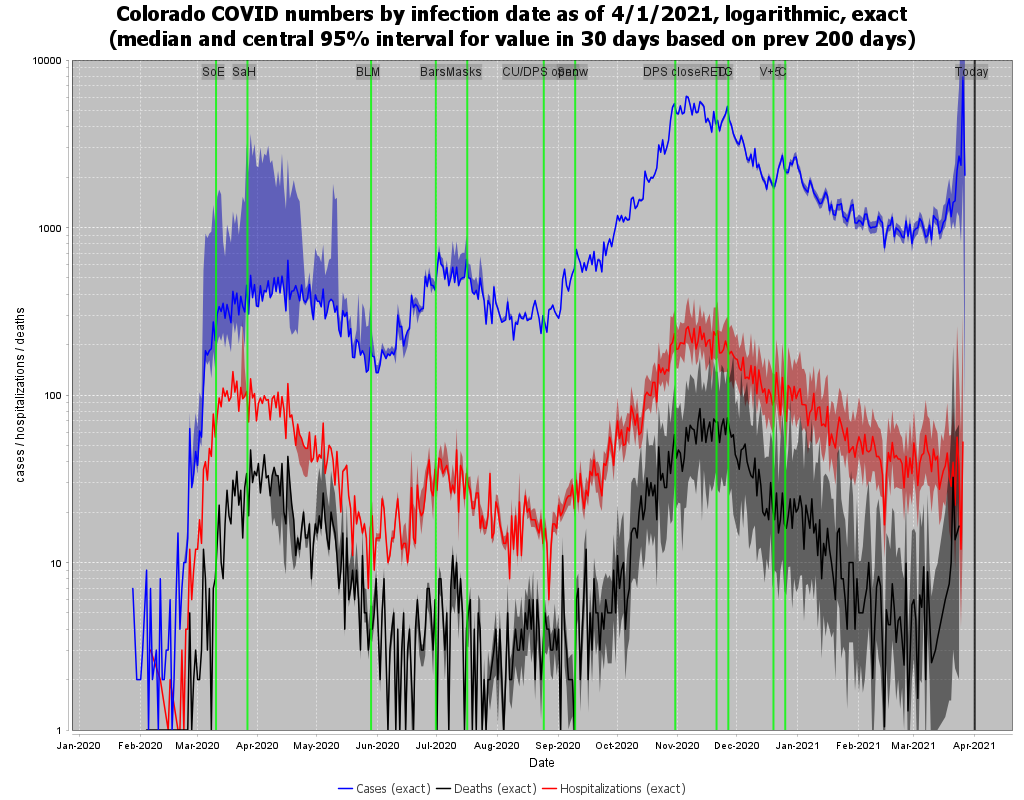 Colorado COVID numbers by infection date as of 4/1/2021, logarithmic, exact
(median and central 95% interval for value in 30 days based on prev 200 days)
SoE SaH BLM Bars Masks CU/DPS open DPS close RED Today
10000
1000
100
10
1
cases / hospitalizations / deaths
Jan-2020 Feb-2020 Mar-2020 Apr-2020 May-2020 Jun-2020 Jul-2020 Aug-2020 Sep-2020 Oct-2020 Nov-2020 Dec-2020 Jan-2021 Feb-2021 Mar-2021 Apr-2021
Date
Cases (exact) Deaths (exact) Hospitalizations (exact)